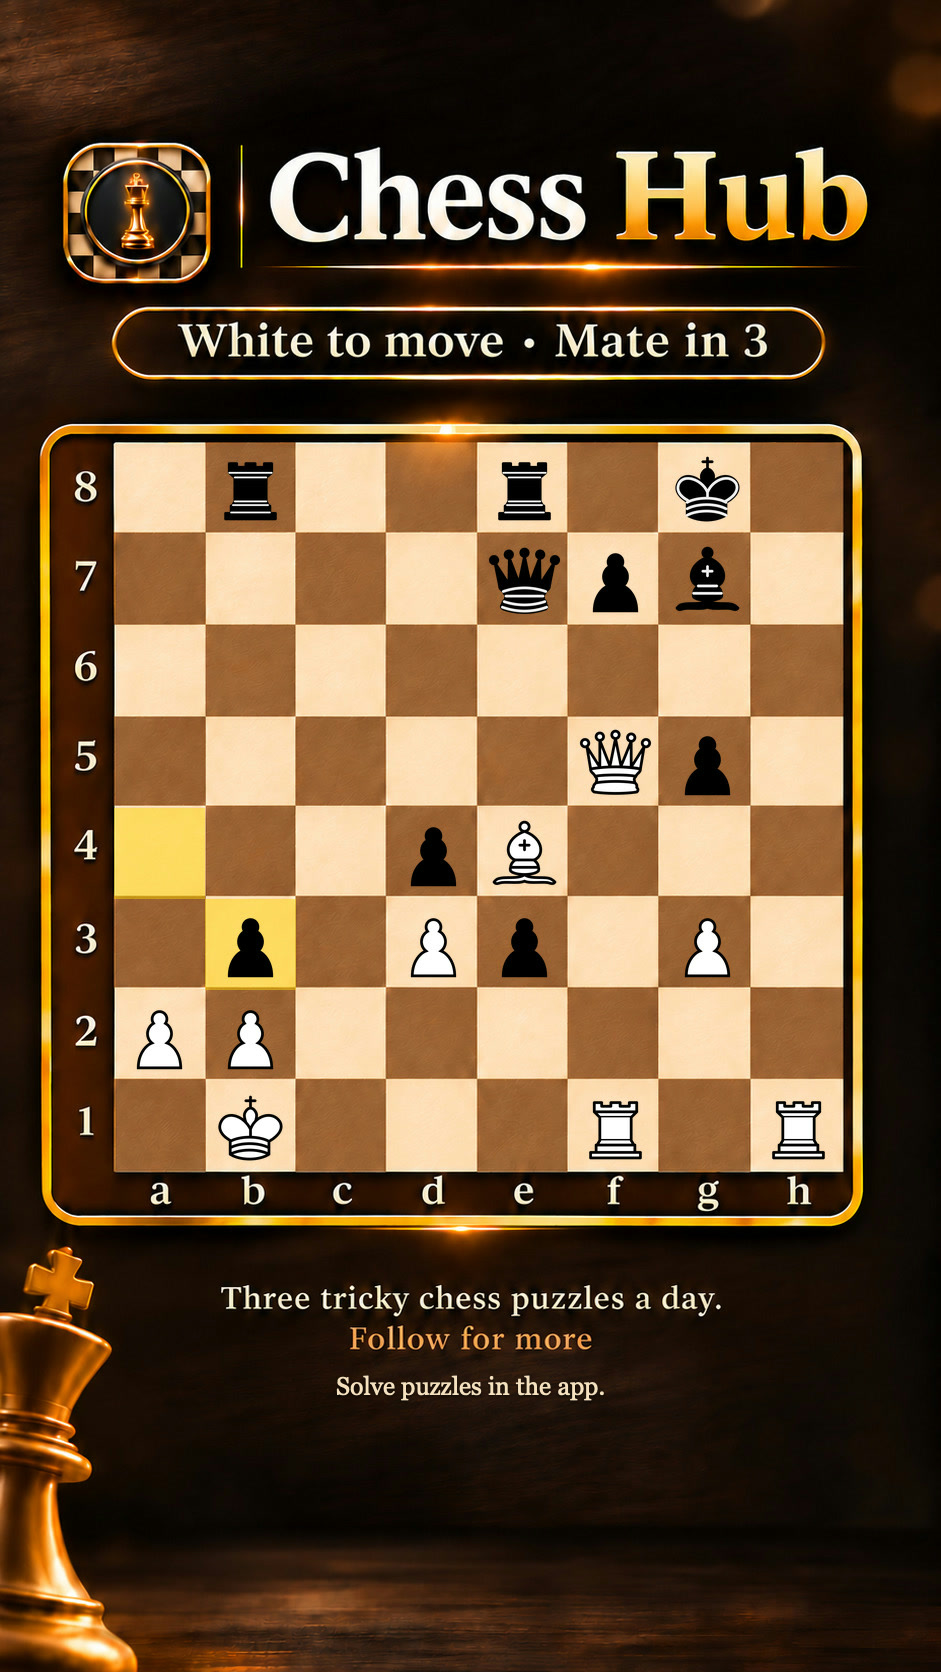 Chess Hub
White to move • Mate in 3
8
7
6
5
4
3
2
1
a b c d e f g h
Three tricky chess puzzles a day.
Follow for more
Solve puzzles in the app.